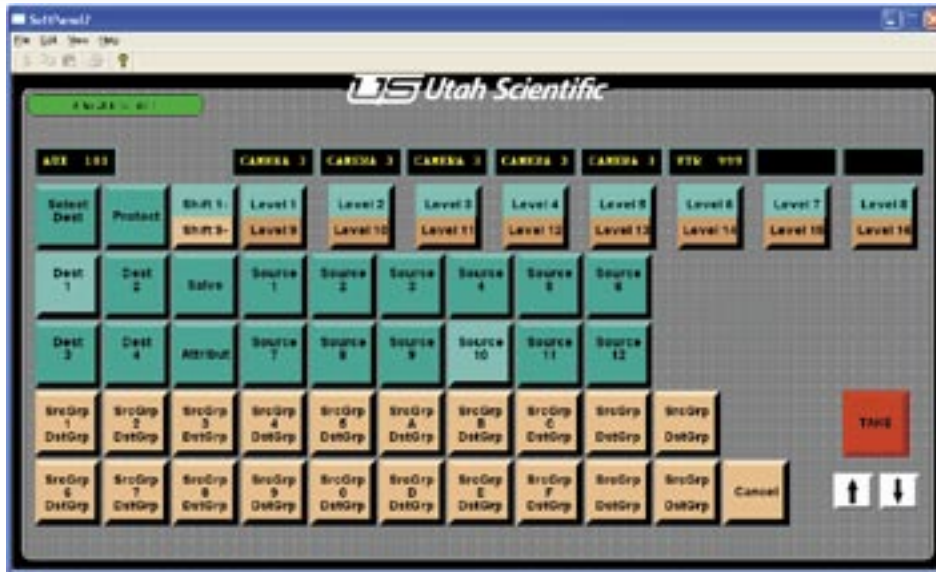 SoftPanel2
File Edit View Help
US Utah Scientific
AUX 101 CAMERA 3 CAMERA 3 CAMERA 3 CAMERA 3 CAMERA 3 VTR 999
Select Dest Protect Shift 1- Level 1 Level 2 Level 3 Level 4 Level 5 Level 6 Level 7 Level 8
Shift 9- Level 9 Level 10 Level 11 Level 12 Level 13 Level 14 Level 15 Level 16
Dest 1 Dest 2 Salvo Source 1 Source 2 Source 3 Source 4 Source 5 Source 6
Dest 3 Dest 4 Attribut Source 7 Source 8 Source 9 Source 10 Source 11 Source 12
SrcGrp SrcGrp SrcGrp SrcGrp SrcGrp SrcGrp SrcGrp SrcGrp SrcGrp SrcGrp
1 2 3 4 5 A B C
DstGrp DstGrp DstGrp DstGrp DstGrp DstGrp DstGrp DstGrp DstGrp DstGrp
TAKE
SrcGrp SrcGrp SrcGrp SrcGrp SrcGrp SrcGrp SrcGrp SrcGrp SrcGrp SrcGrp
6 7 8 9 0 D E F
DstGrp DstGrp DstGrp DstGrp DstGrp DstGrp DstGrp DstGrp DstGrp DstGrp
Cancel